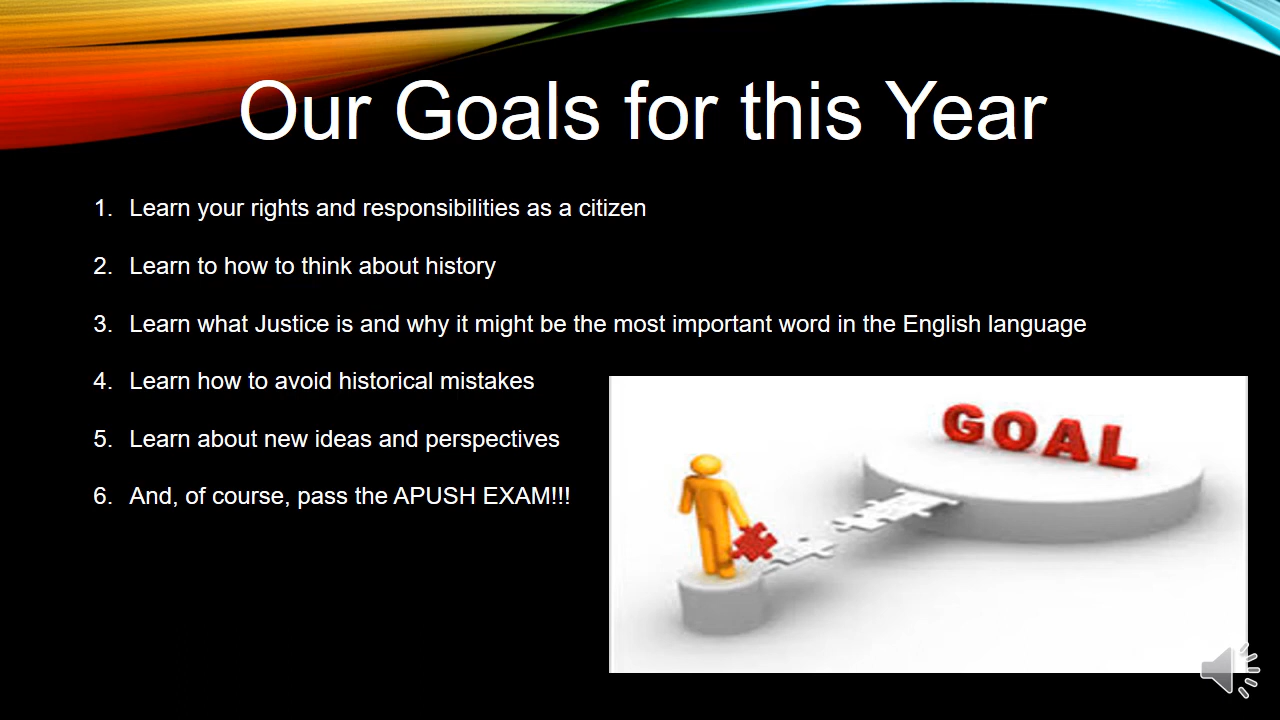 Our Goals for this Year
1. Learn your rights and responsibilities as a citizen
2. Learn to how to think about history
3. Learn what Justice is and why it might be the most important word in the English language
4. Learn how to avoid historical mistakes
5. Learn about new ideas and perspectives
6. And, of course, pass the APUSH EXAM!!!
GOAL